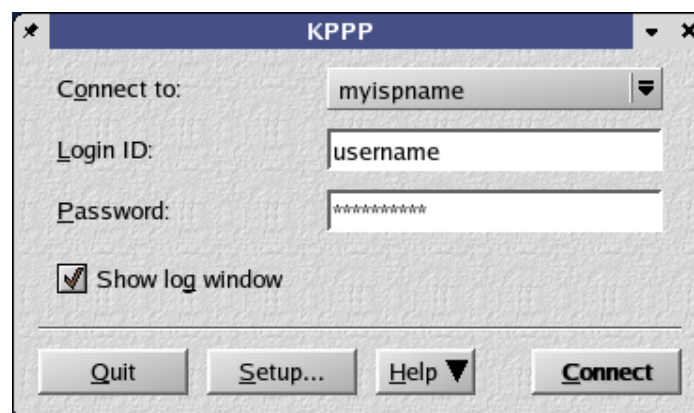 KPPP
Connect to: myispname
Login ID: username
Password: **********
Show log window
Quit Setup... Help Connect